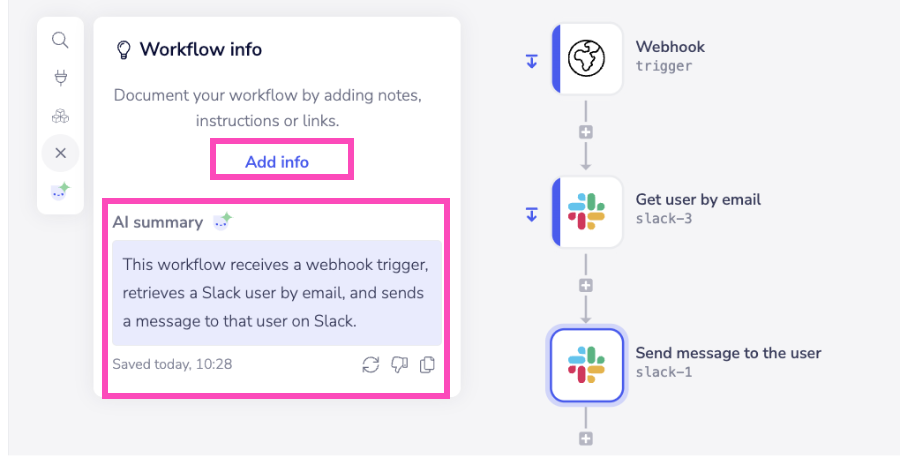 Workflow info
Document your workflow by adding notes,
instructions or links.
Add info
AI summary
This workflow receives a webhook trigger,
retrieves a Slack user by email, and sends
a message to that user on Slack.
Saved today, 10:28
Webhook
trigger
Get user by email
slack-3
Send message to the user
slack-1